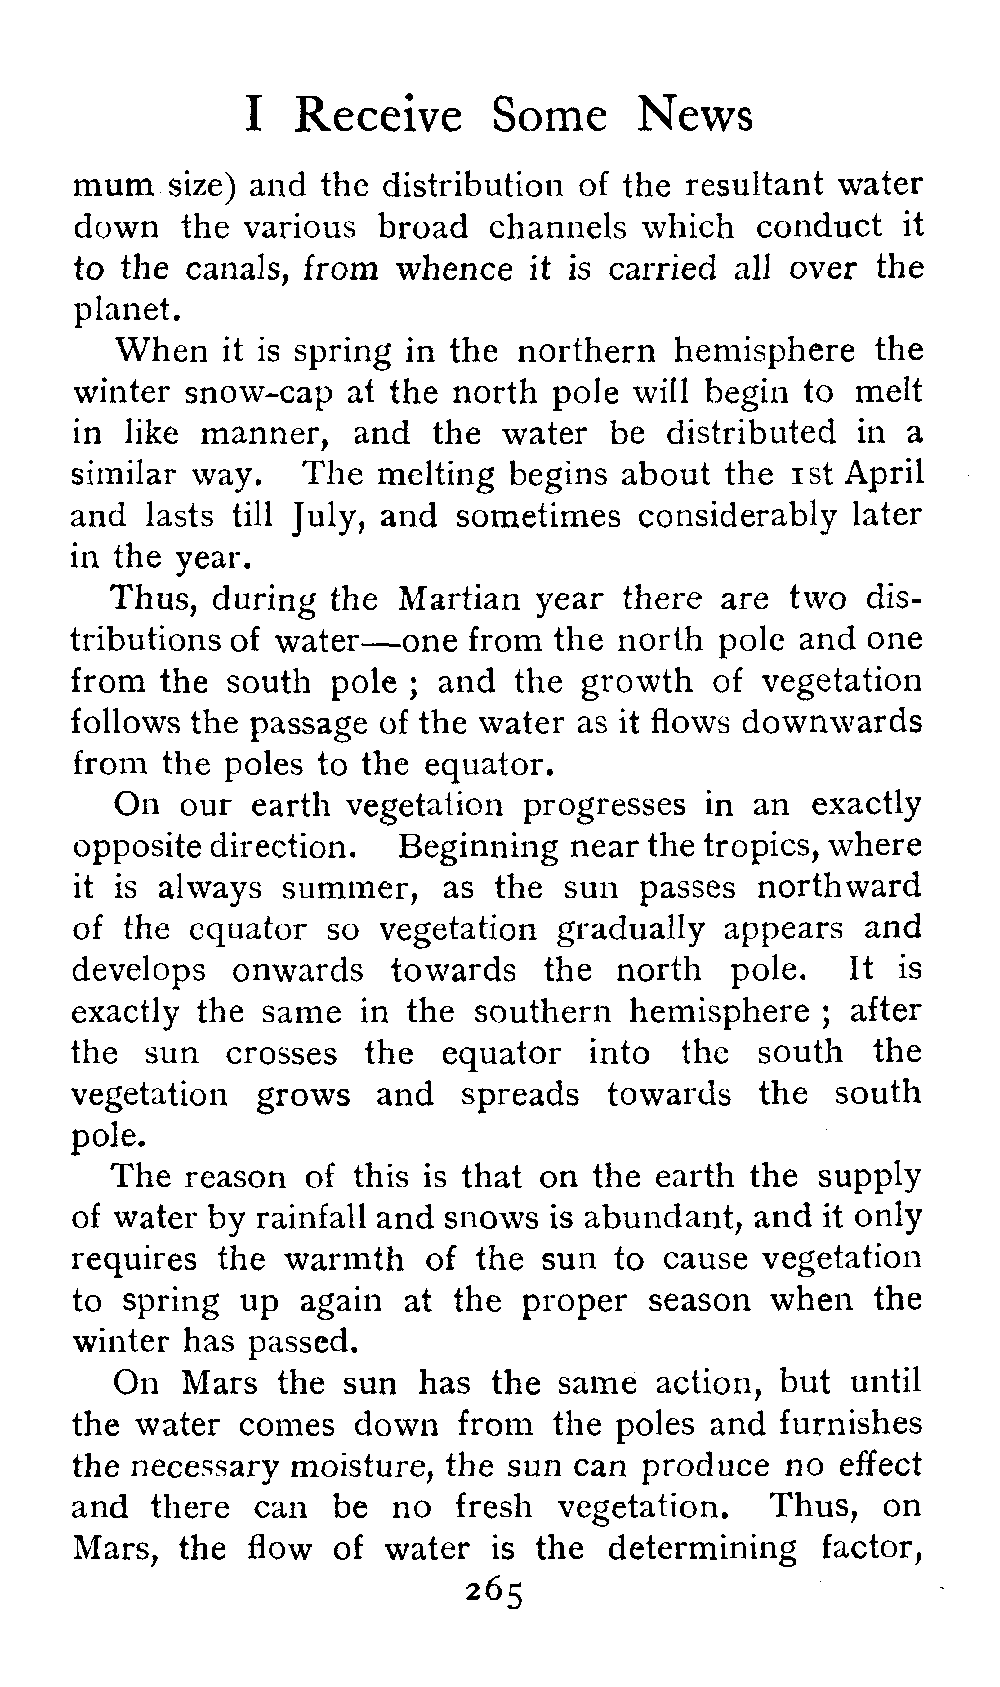 I Receive Some News
mum size) and the distribution of the resultant water
down the various broad channels which conduct it
to the canals, from whence it is carried all over the
planet.
When it is spring in the northern hemisphere the
winter snow-cap at the north pole will begin to melt
in like manner, and the water be distributed in a
similar way. The melting begins about the 1st April
and lasts till July, and sometimes considerably later
in the year.
Thus, during the Martian year there are two dis-
tributions of water—one from the north pole and one
from the south pole ; and the growth of vegetation
follows the passage of the water as it flows downwards
from the poles to the equator.
On our earth vegetation progresses in an exactly
opposite direction. Beginning near the tropics, where
it is always summer, as the sun passes northward
of the equator so vegetation gradually appears and
develops onwards towards the north pole. It is
exactly the same in the southern hemisphere ; after
the sun crosses the equator into the south the
vegetation grows and spreads towards the south
pole.
The reason of this is that on the earth the supply
of water by rainfall and snows is abundant, and it only
requires the warmth of the sun to cause vegetation
to spring up again at the proper season when the
winter has passed.
On Mars the sun has the same action, but until
the water comes down from the poles and furnishes
the necessary moisture, the sun can produce no effect
and there can be no fresh vegetation. Thus, on
Mars, the flow of water is the determining factor,
265